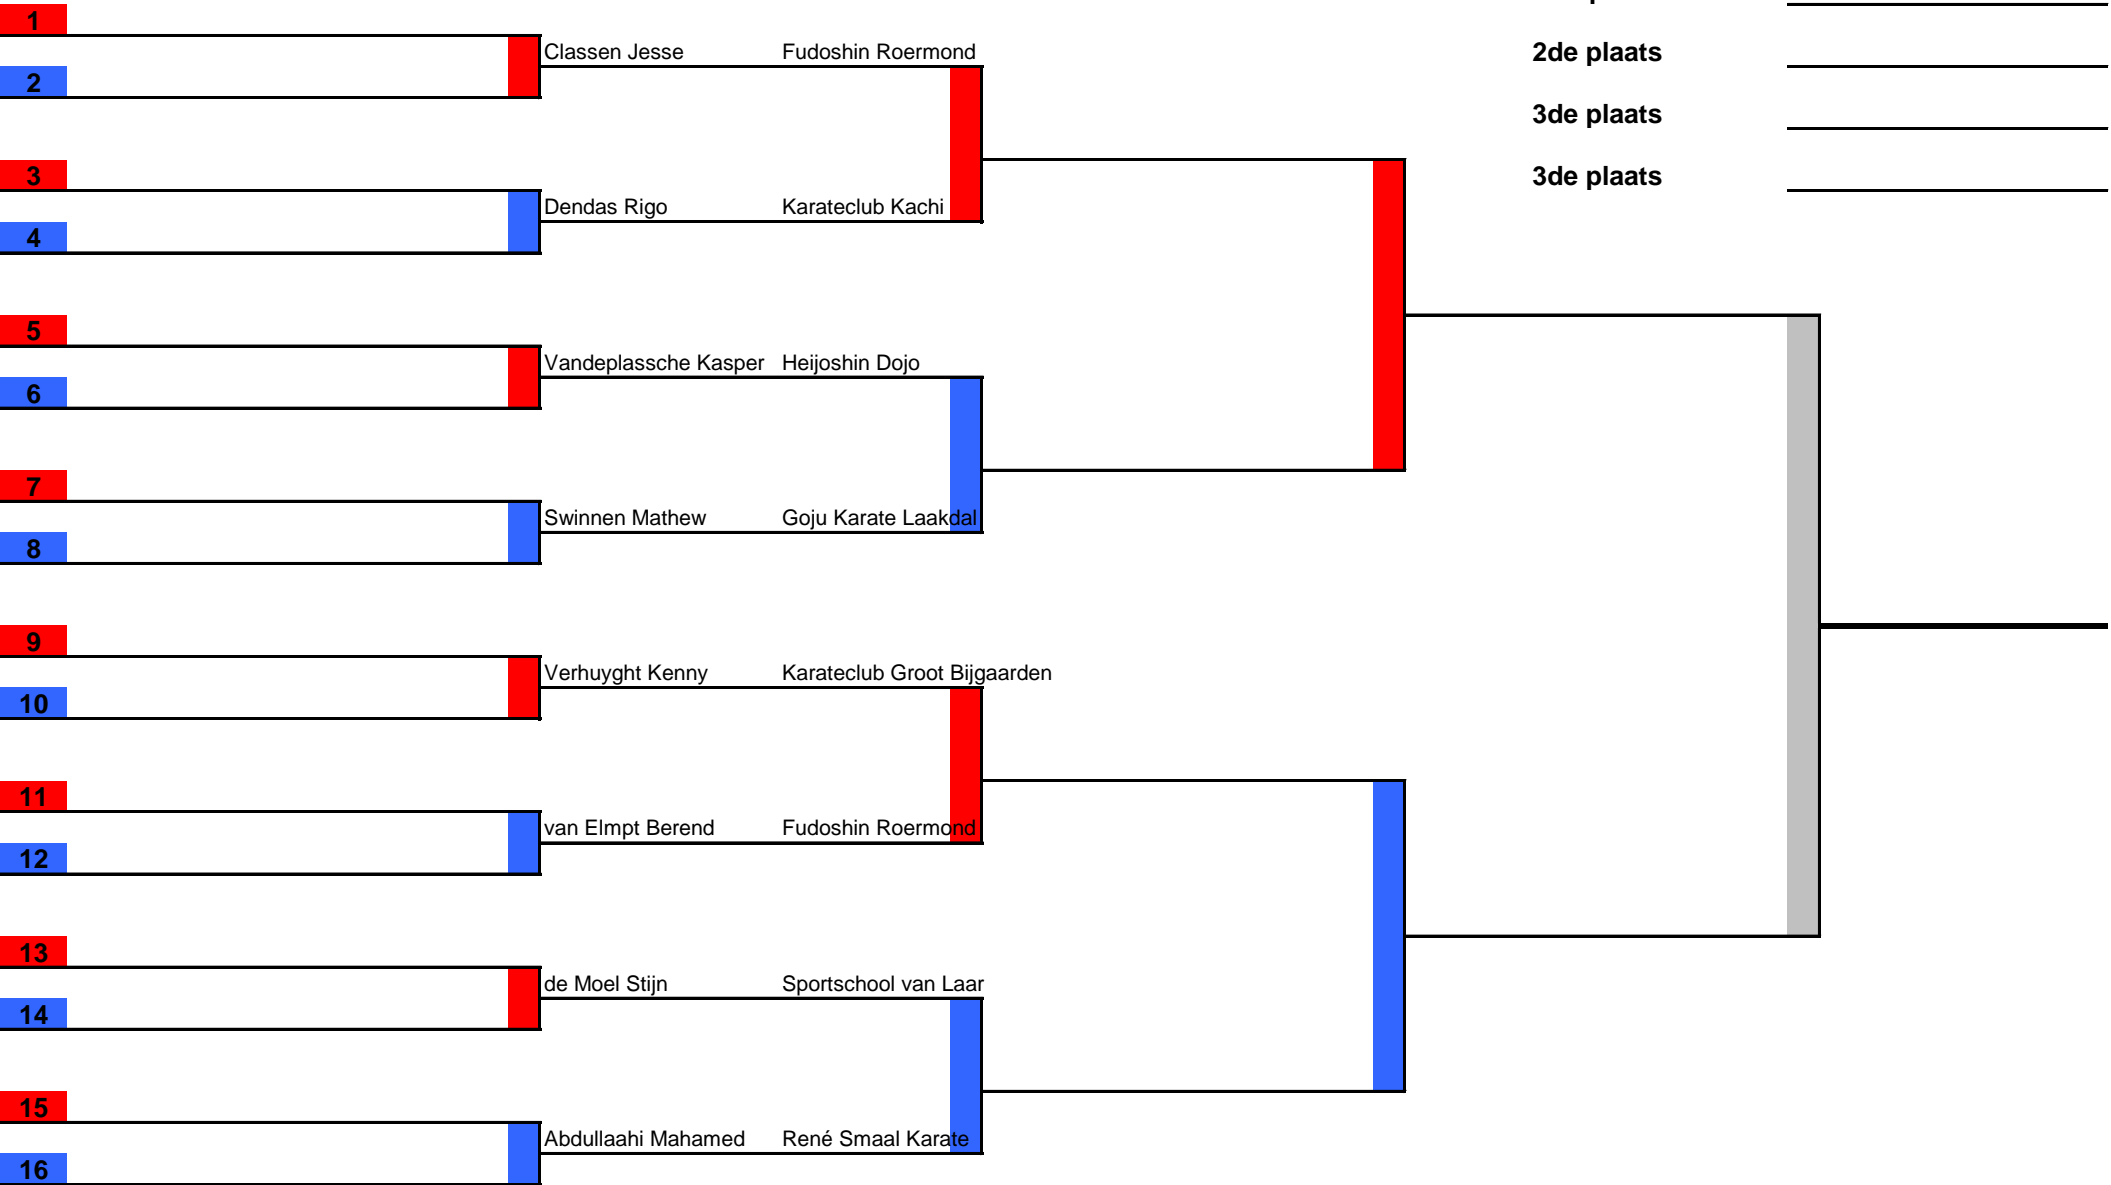 1
Classen Jesse Fudoshin Roermond 2de plaats
2
3de plaats
3 3de plaats
Dendas Rigo Karateclub Kachi
4
5
Vandeplassche Kasper Heijoshin Dojo
6
7
Swinnen Mathew Goju Karate Laakdal
8
9
Verhuyght Kenny Karateclub Groot Bijgaarden
10
11
van Elmpt Berend Fudoshin Roermond
12
13
de Moel Stijn Sportschool van Laar
14
15
Abdullaahi Mahamed René Smaal Karate
16